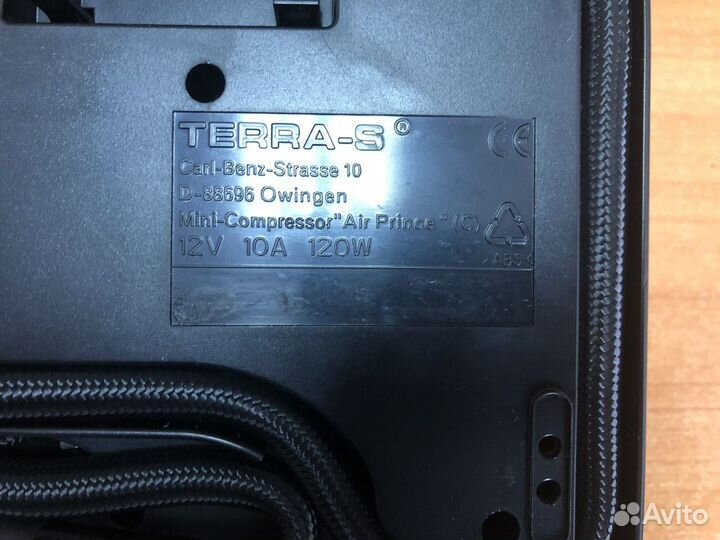 TERRA-S ® CE
Carl-Benz-Strasse 10
D-88696 Owingen
Mini-Compressor "Air Prince" (C)
12V 10A 120W
>ABS<
Avito